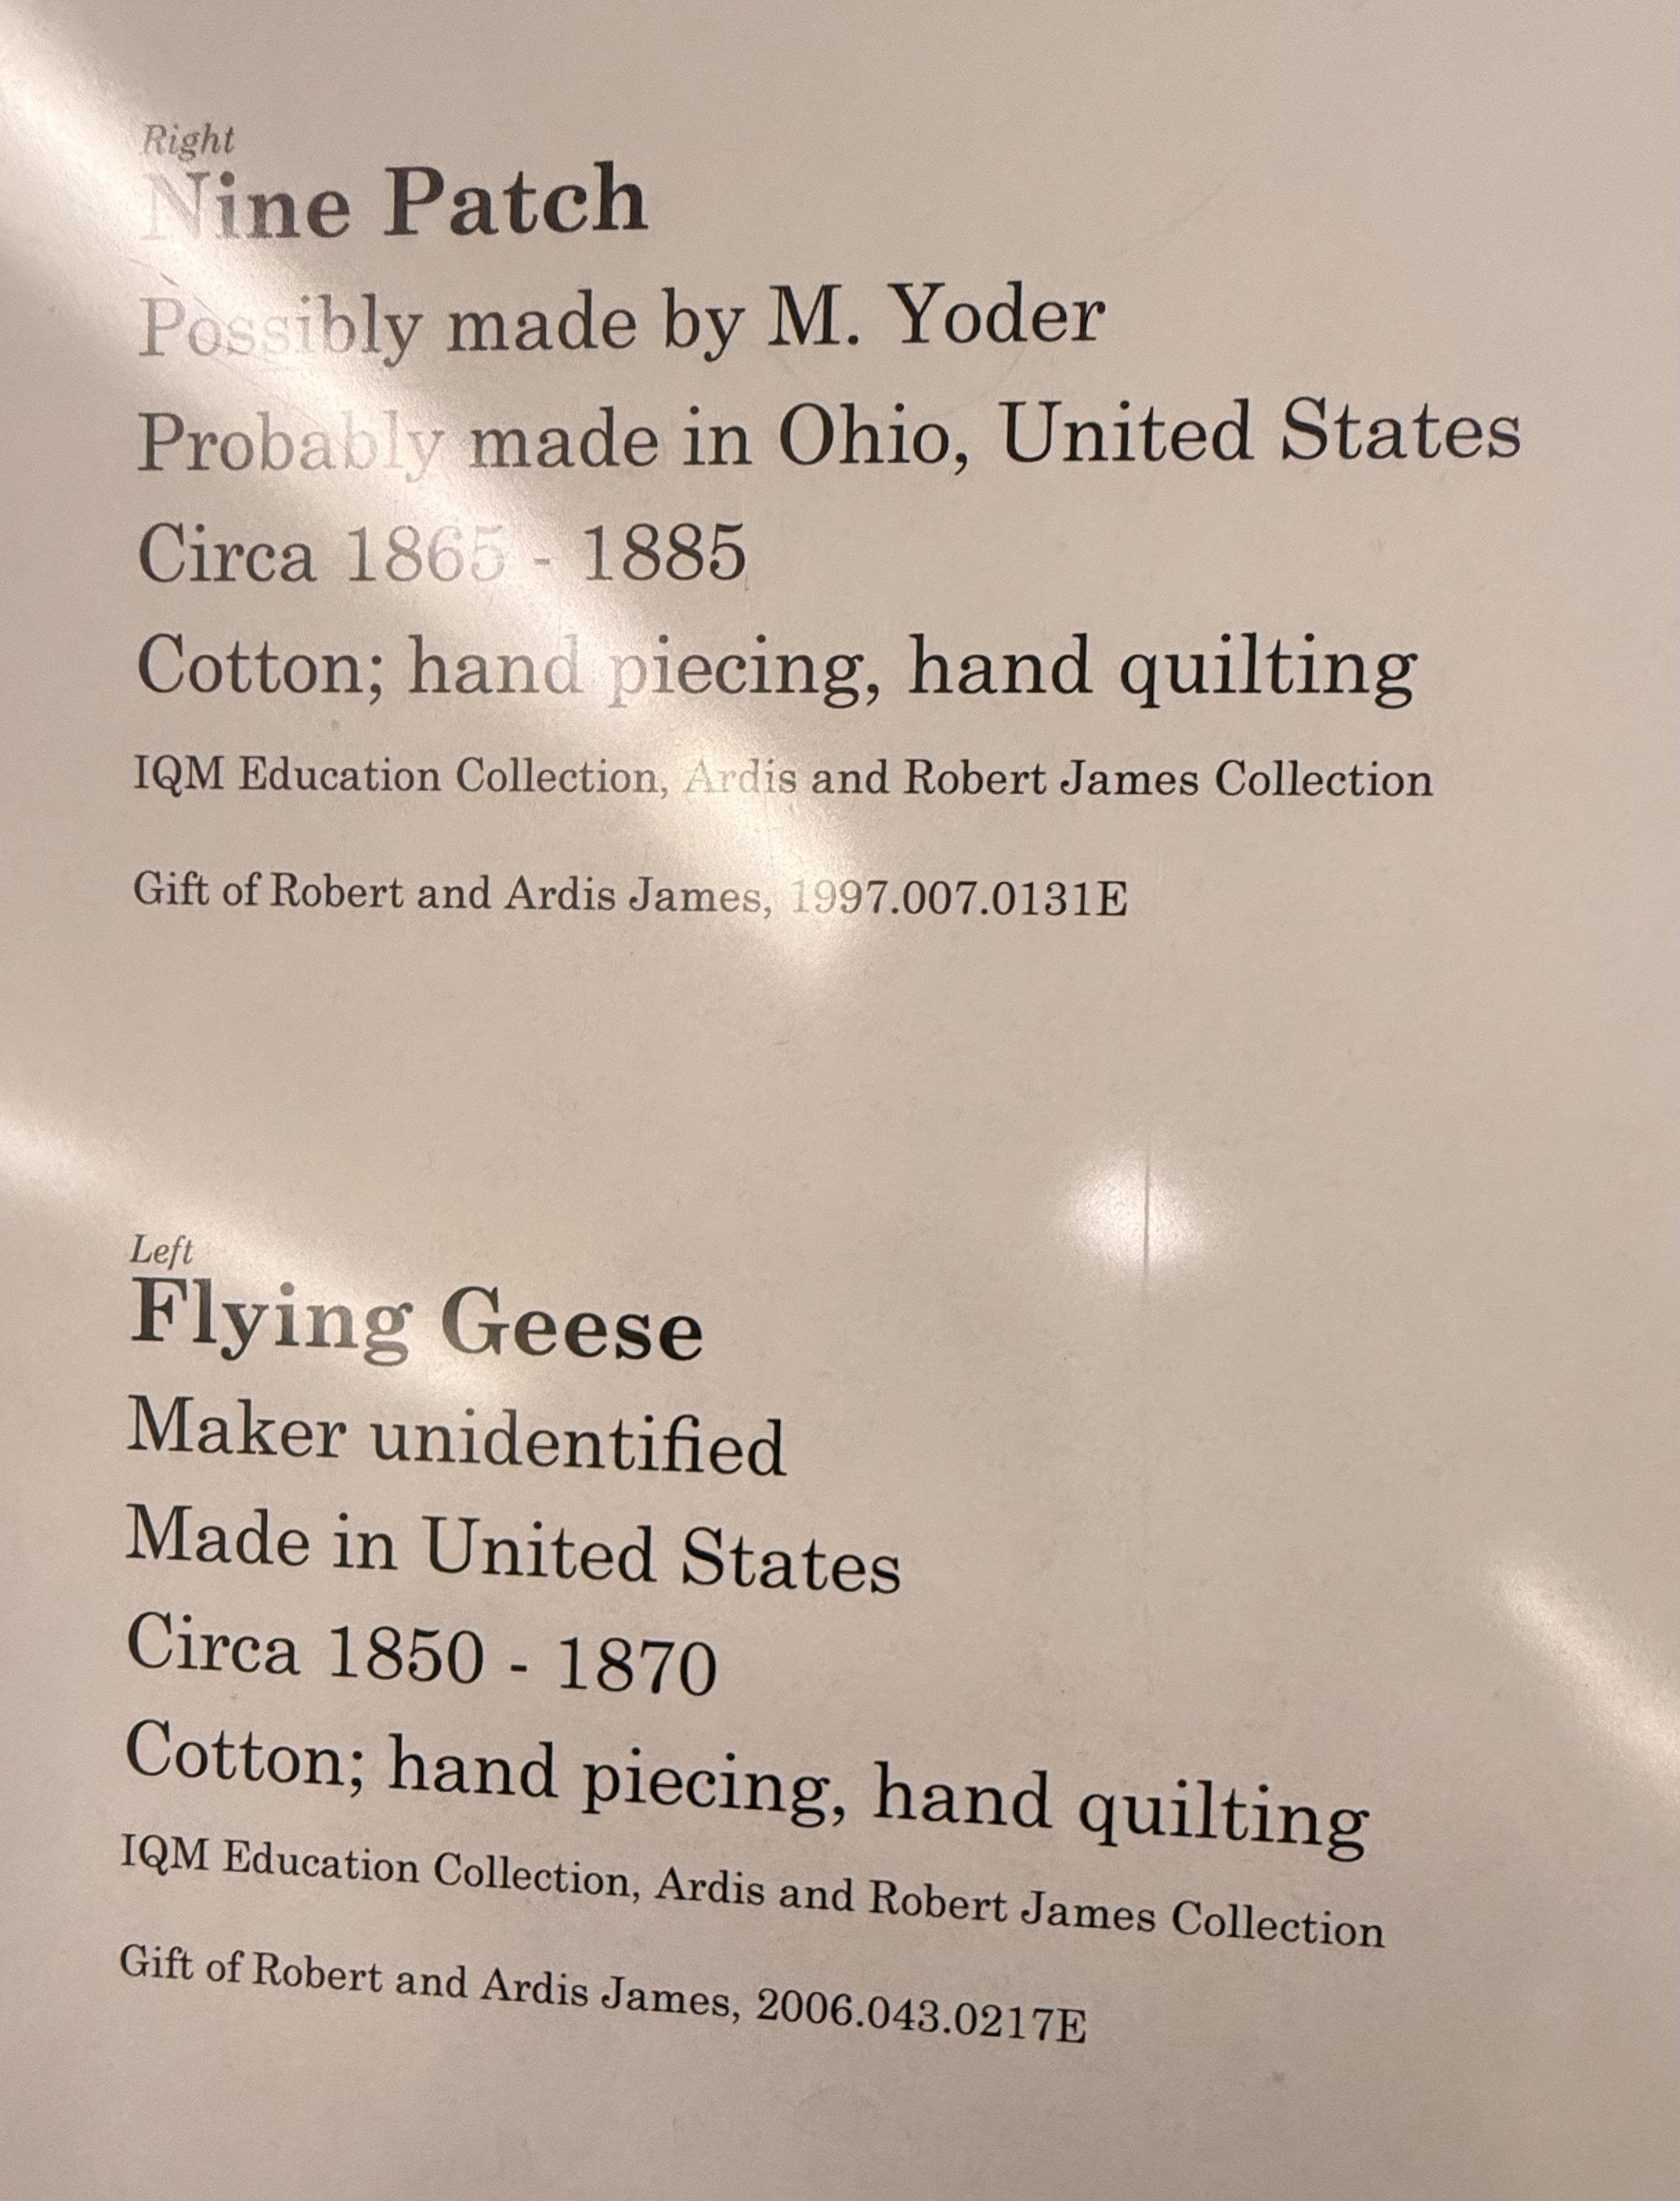 Right
Nine Patch
Possibly made by M. Yoder
Probably made in Ohio, United States
Circa 1865 - 1885
Cotton; hand piecing, hand quilting
IQM Education Collection, Ardis and Robert James Collection
Gift of Robert and Ardis James, 1997.007.0131E
Left
Flying Geese
Maker unidentified
Made in United States
Circa 1850 - 1870
Cotton; hand piecing, hand quilting
IQM Education Collection, Ardis and Robert James Collection
Gift of Robert and Ardis James, 2006.043.0217E